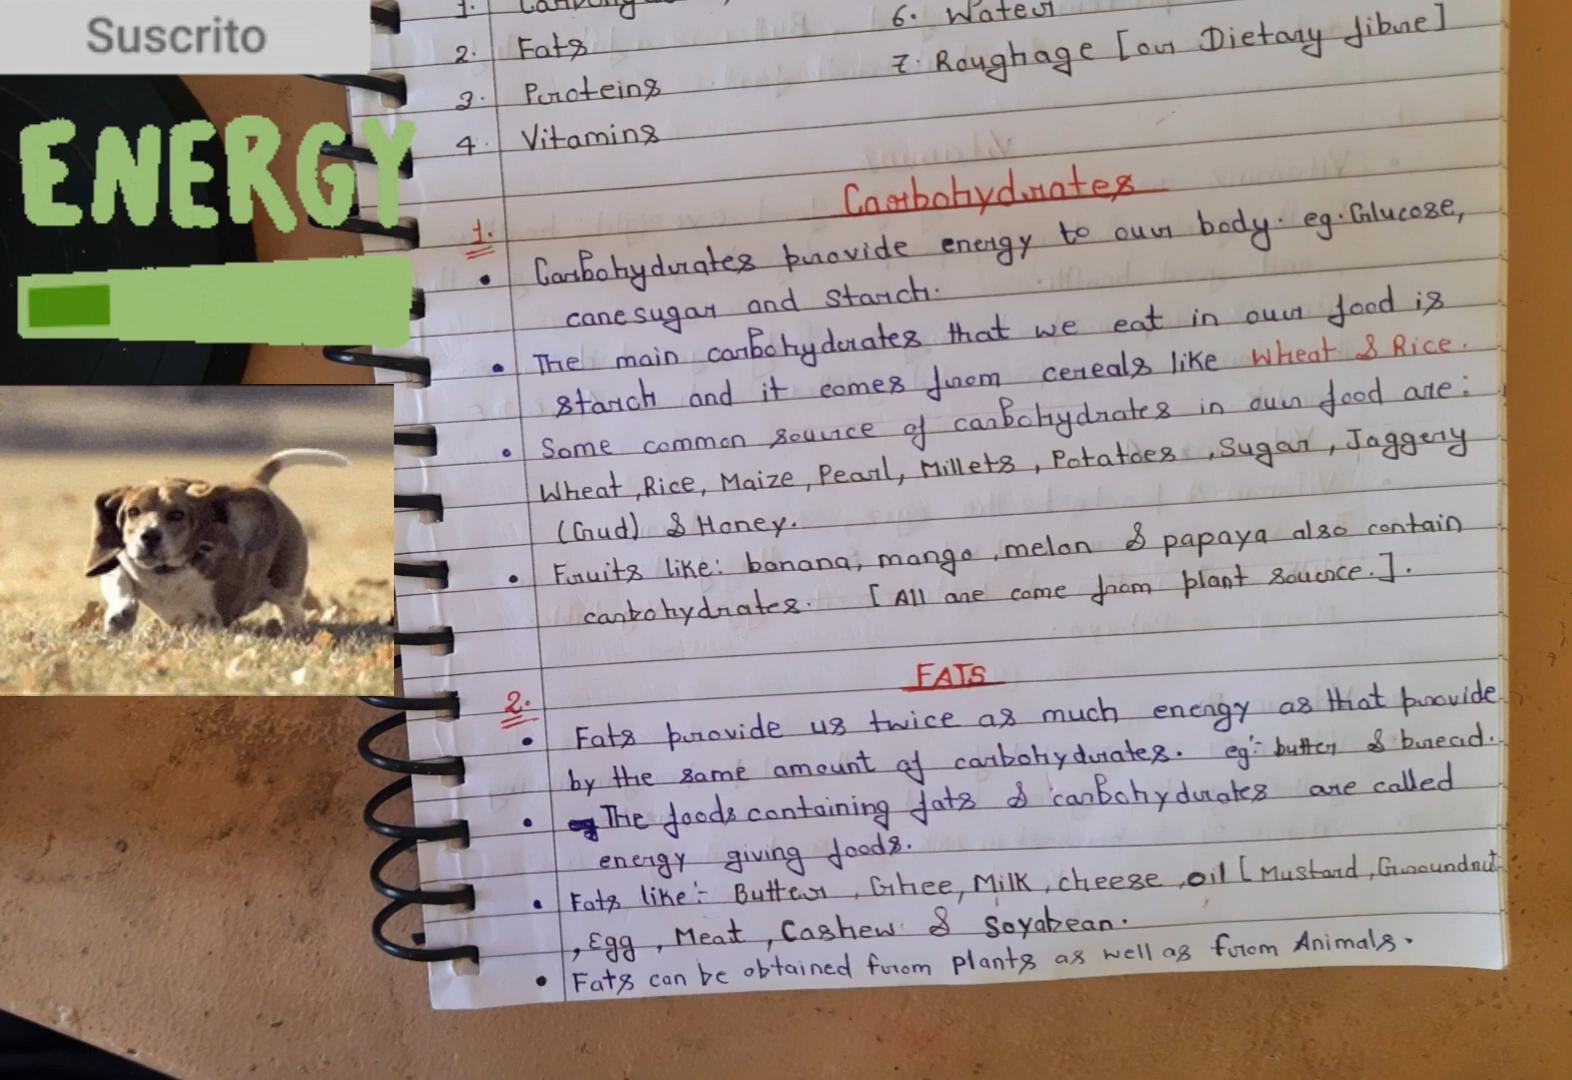 Suscrito
ENERGY
6. Water
2. Fats
7. Roughage [or Dietary fibre]
3. Proteins
4. Vitamins
Carbohydrates
1.
• Carbohydrates provide energy to our body. eg. Glucose,
cane sugar and starch.
• The main carbohydrates that we eat in our food is
starch and it comes from cereals like Wheat & Rice.
• Some common source of carbohydrates in our food are:
Wheat, Rice, Maize, Pearl, Millets, Potatoes, Sugar, Jaggery
(Gud) & Honey.
• Fruits like: banana, mango, melon & papaya also contain
carbohydrates. [All are come from plant source.].
FATS
2.
• Fats provide us twice as much energy as that provide
by the same amount of carbohydrates. eg:- butter & bread.
• The foods containing fats & carbohydrates are called
energy giving foods.
• Fats like:- Butter, Ghee, Milk, cheese, oil [Mustard, Groundnut
, Egg, Meat, Cashew & Soyabean.
• Fats can be obtained from plants as well as from Animals.